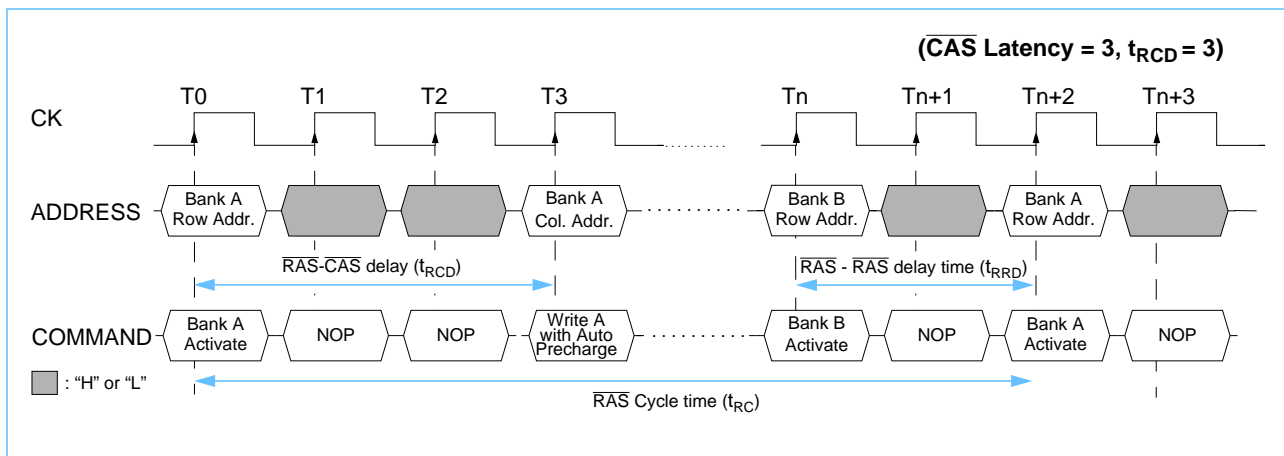 (CAS Latency = 3, tRCD = 3)
T0 T1 T2 T3 Tn Tn+1 Tn+2 Tn+3
CK
ADDRESS
Bank A
Row Addr.
Bank A
Col. Addr.
Bank B
Row Addr.
Bank A
Row Addr.
RAS-CAS delay (tRCD)
RAS - RAS delay time (tRRD)
COMMAND
Bank A
Activate
NOP
NOP
Write A
with Auto
Precharge
Bank B
Activate
NOP
Bank A
Activate
NOP
: “H” or “L”
RAS Cycle time (tRC)